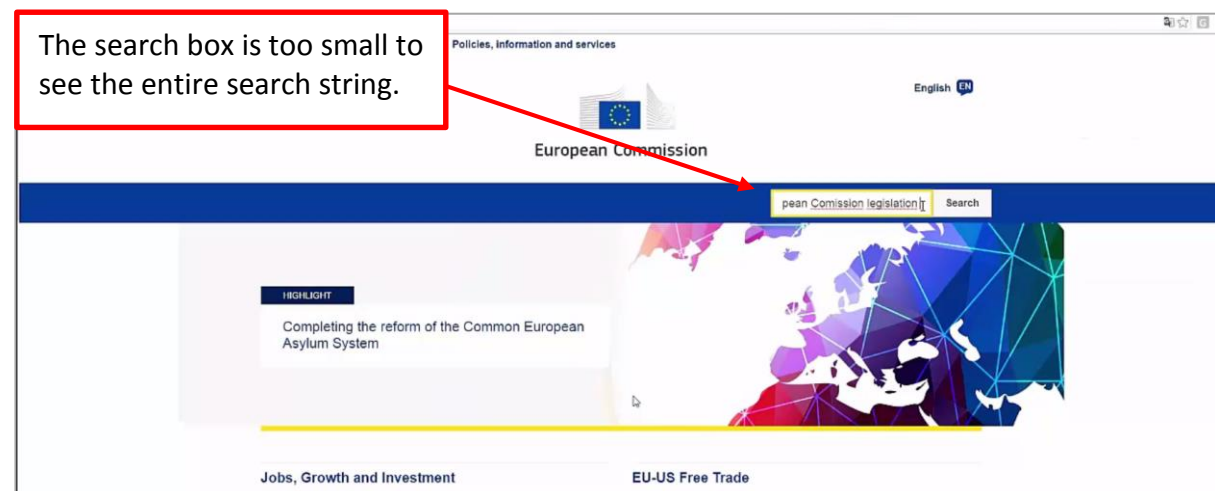 The search box is too small to
see the entire search string.
Policies, information and services
English EN
European Commission
pean Comission legislation
Search
HIGHLIGHT
Completing the reform of the Common European
Asylum System
Jobs, Growth and Investment
EU-US Free Trade